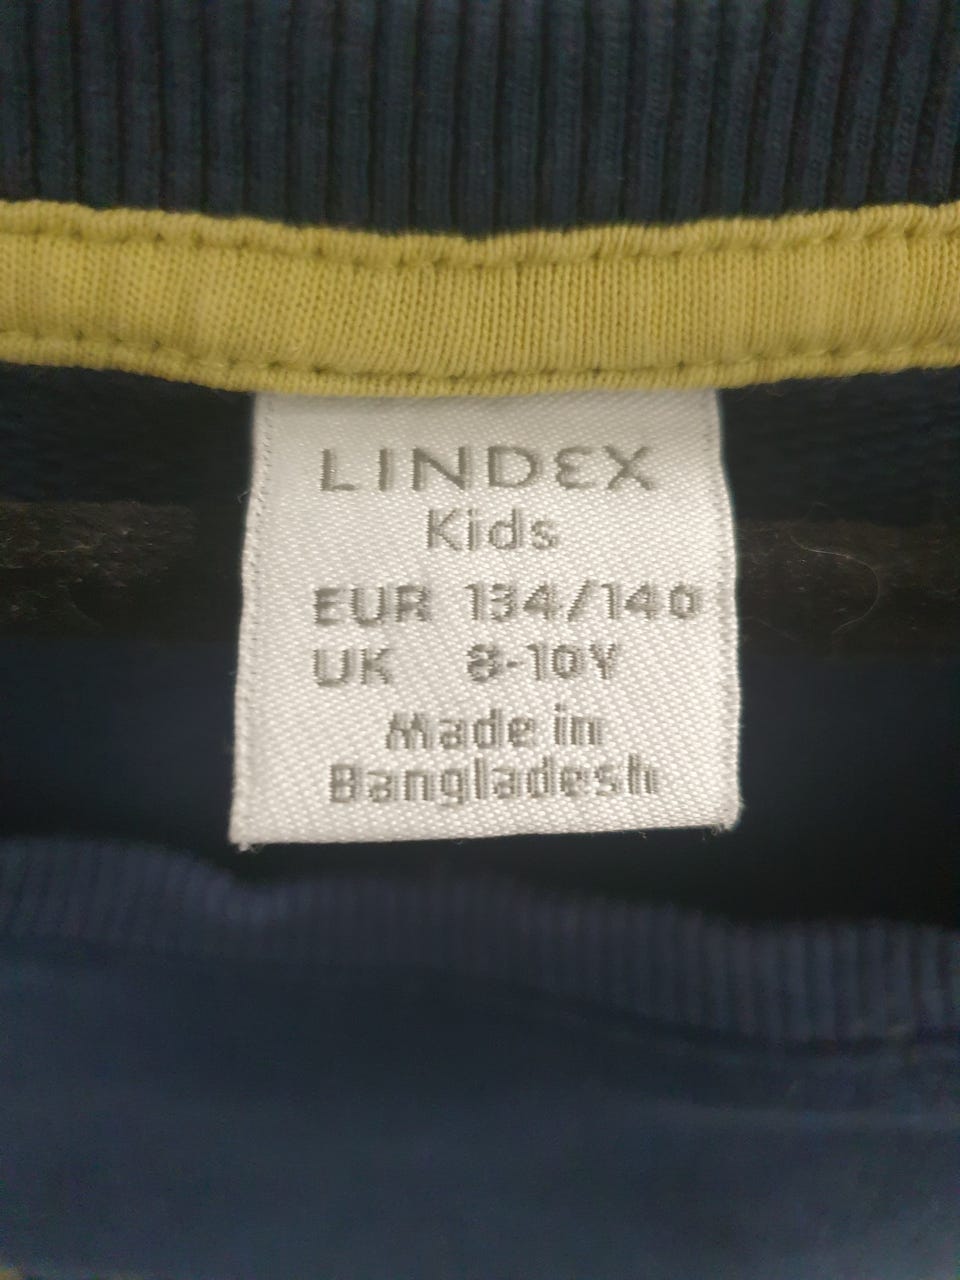 LINDEX
Kids
EUR 134/140
UK 8-10Y
Made in
Bangladesh